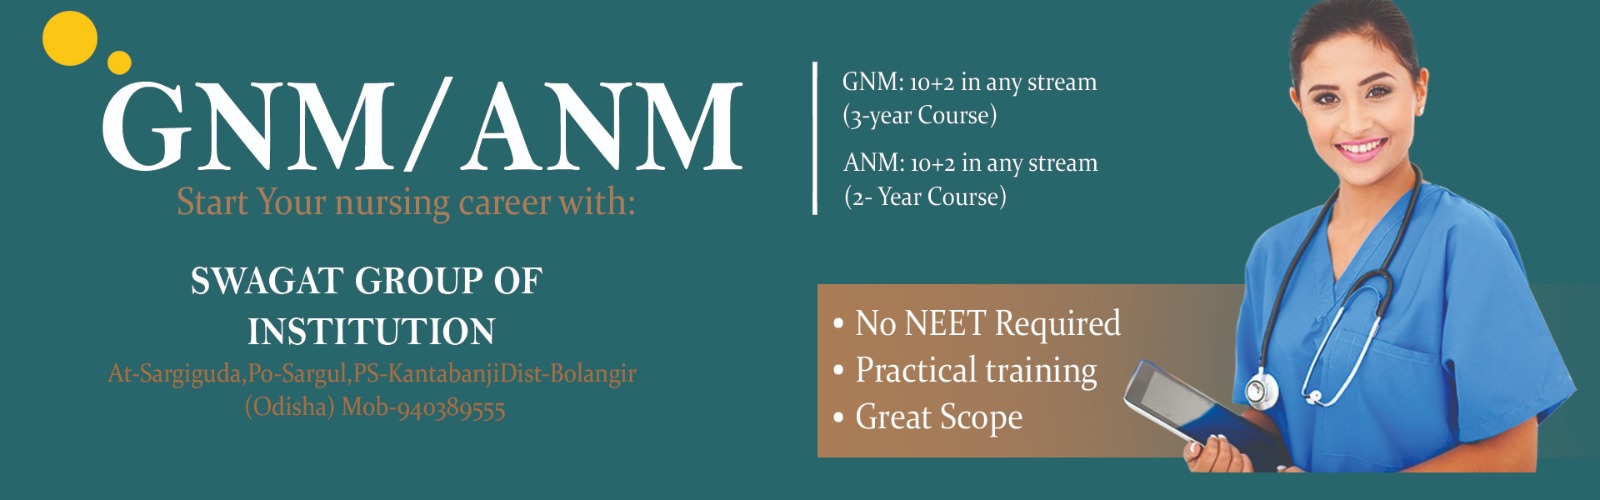 GNM/ANM
Start Your nursing career with:
SWAGAT GROUP OF
INSTITUTION
At-Sargiguda,Po-Sargul,PS-KantabanjiDist-Bolangir
(Odisha) Mob-940389555
GNM: 10+2 in any stream
(3-year Course)
ANM: 10+2 in any stream
(2- Year Course)
• No NEET Required
• Practical training
• Great Scope